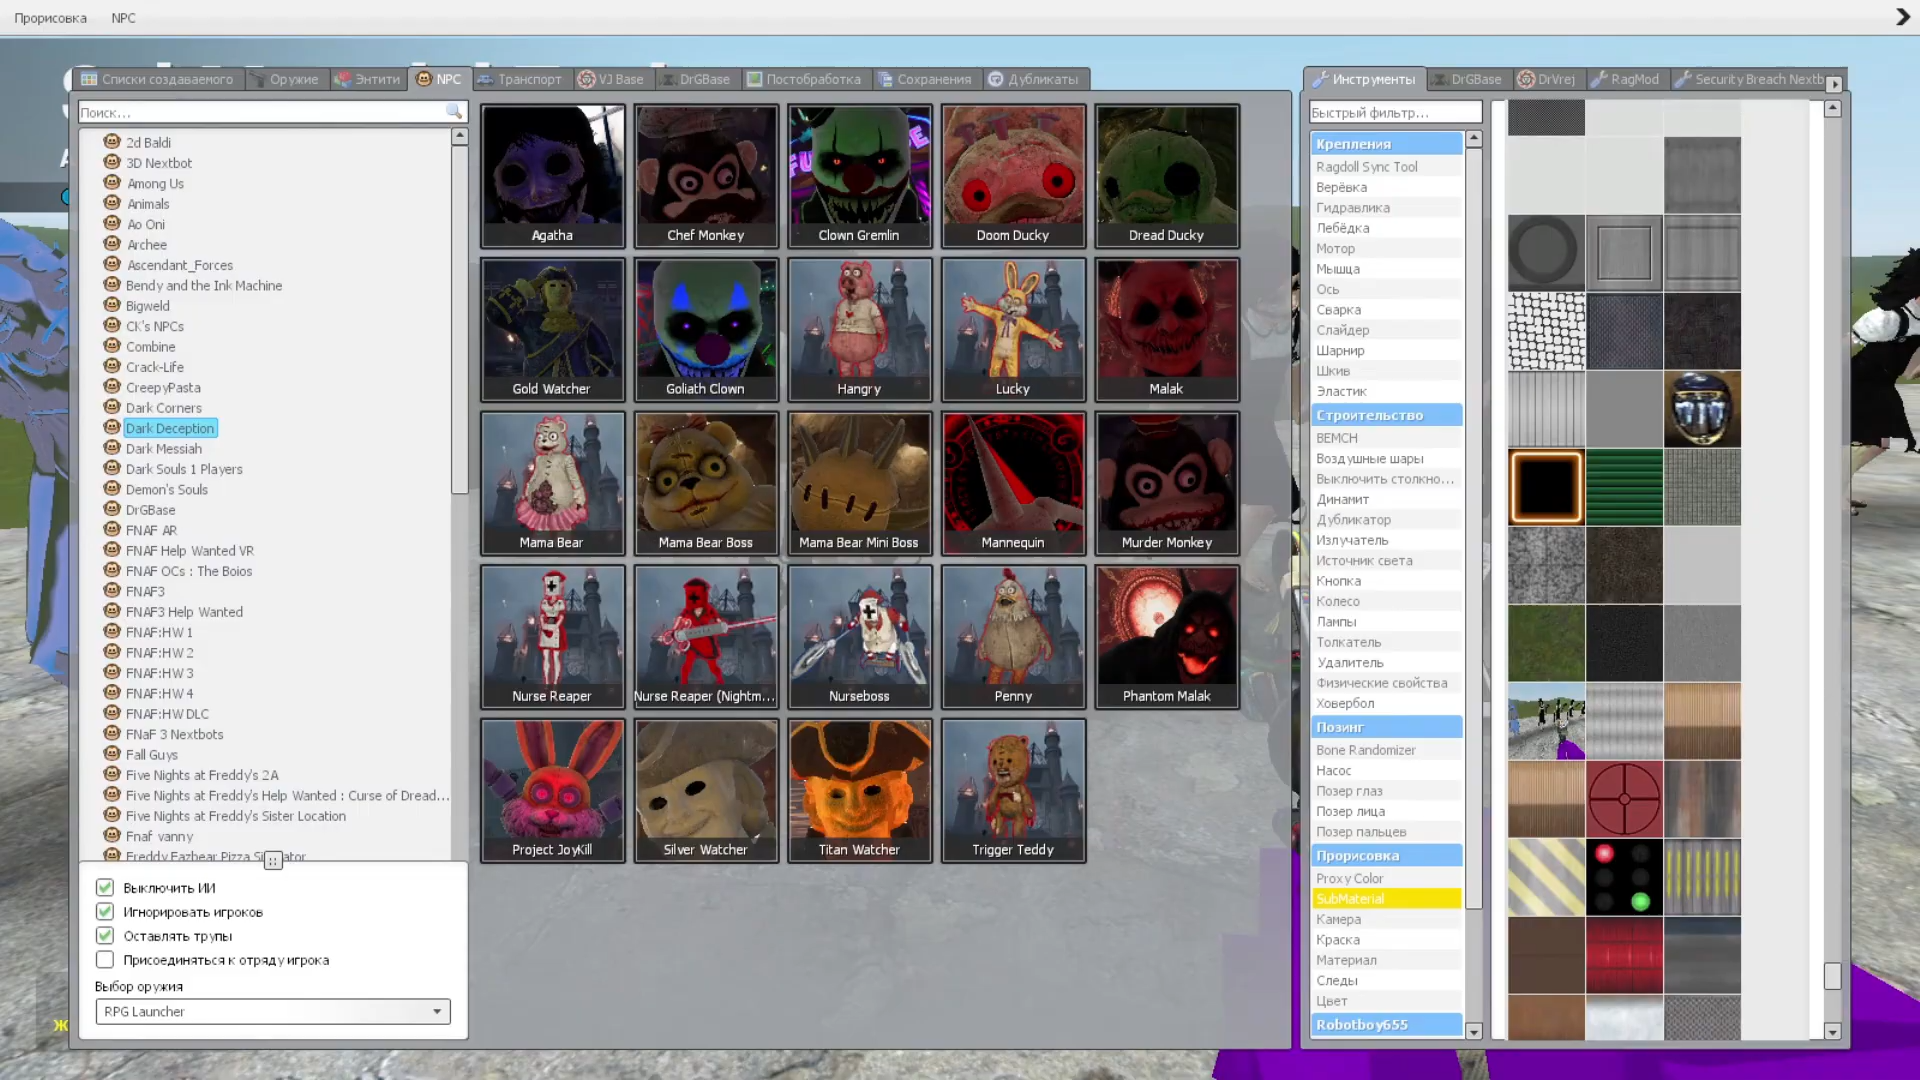 Прорисовка NPC
Списки создаваемого Оружие Энтити NPC Транспорт VJ Base DrGBase Постобработка Сохранения Дубликаты
Поиск...
2d Baldi
3D Nextbot
Among Us
Animals
Ao Oni
Archee
Ascendant_Forces
Bendy and the Ink Machine
Bigweld
CK's NPCs
Combine
Crack-Life
CreepyPasta
Dark Corners
Dark Deception
Dark Messiah
Dark Souls 1 Players
Demon's Souls
DrGBase
FNAF AR
FNAF Help Wanted VR
FNAF OCs : The Boios
FNAF3
FNAF3 Help Wanted
FNAF:HW 1
FNAF:HW 2
FNAF:HW 3
FNAF:HW 4
FNAF:HW DLC
FNaF 3 Nextbots
Fall Guys
Five Nights at Freddy's 2A
Five Nights at Freddy's Help Wanted : Curse of Dread...
Five Nights at Freddy's Sister Location
Fnaf vanny
Freddy Fazbear Pizza
Выключить ИИ
Игнорировать игроков
Оставлять трупы
Присоединяться к отряду игрока
Выбор оружия
RPG Launcher
Ж
Agatha Chef Monkey Clown Gremlin Doom Ducky Dread Ducky
Gold Watcher Goliath Clown Hangry Lucky Malak
Mama Bear Mama Bear Boss Mama Bear Mini Boss Mannequin Murder Monkey
Nurse Reaper Nurse Reaper (Nightm... Nurseboss Penny Phantom Malak
Project JoyKill Silver Watcher Titan Watcher Trigger Teddy
Инструменты DrGBase DrVrej RagMod Security Breach Nextb
Быстрый фильтр...
Крепления
Ragdoll Sync Tool
Верёвка
Гидравлика
Лебёдка
Мотор
Мышца
Ось
Сварка
Слайдер
Шарнир
Шкив
Эластик
Строительство
BEMCH
Воздушные шары
Выключить столкно...
Динамит
Дубликатор
Излучатель
Источник света
Кнопка
Колесо
Лампы
Толкатель
Удалитель
Физические свойства
Ховербол
Позинг
Bone Randomizer
Насос
Позер глаз
Позер лица
Позер пальцев
Прорисовка
Proxy Color
SubMaterial
Камера
Краска
Материал
Следы
Цвет
Robotboy655